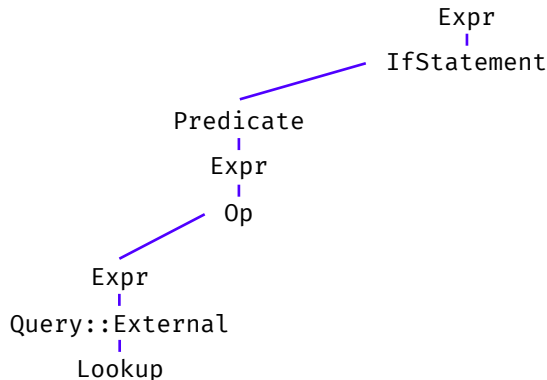 Expr
IfStatement
Predicate
Expr
Op
Expr
Query::External
Lookup